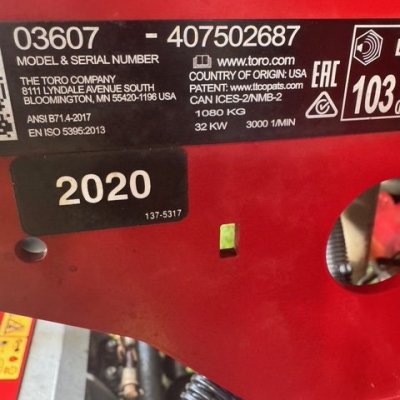 03607 - 407502687
MODEL & SERIAL NUMBER
THE TORO COMPANY
8111 LYNDALE AVENUE SOUTH
BLOOMINGTON, MN 55420-1196 USA
ANSI B71.4-2017
EN ISO 5395:2013
www.toro.com
COUNTRY OF ORIGIN: USA
PATENT: www.ttcopats.com
CAN ICES-2/NMB-2
1080 KG
32 KW 3000 1/MIN
EAC
103
2020
137-5317